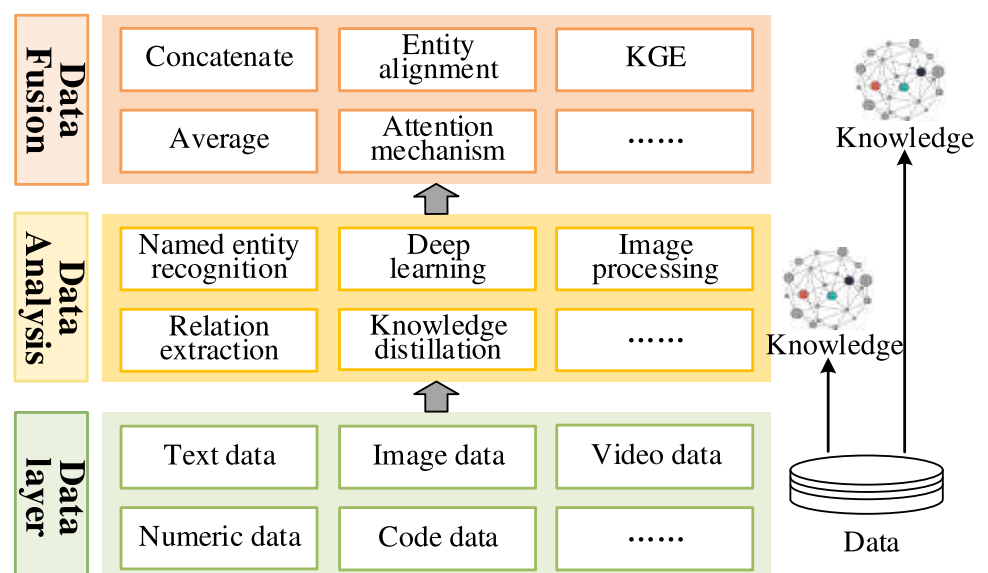 Data
Fusion
Concatenate
Entity
alignment
KGE
Average
Attention
mechanism
······
Knowledge
Data
Analysis
Named entity
recognition
Deep
learning
Image
processing
Relation
extraction
Knowledge
distillation
······
Knowledge
Data
layer
Text data
Image data
Video data
Numeric data
Code data
······
Data